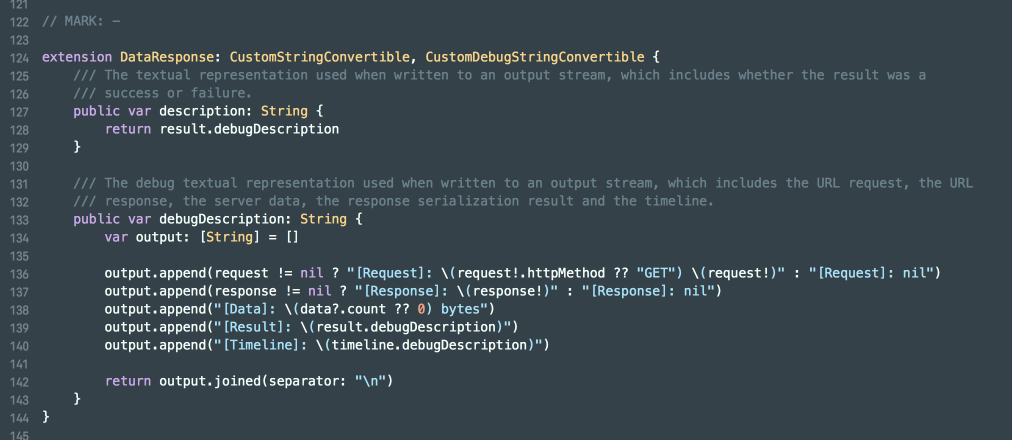 121
122 // MARK: -
123
124 extension DataResponse: CustomStringConvertible, CustomDebugStringConvertible {
125     /// The textual representation used when written to an output stream, which includes whether the result was a
126     /// success or failure.
127     public var description: String {
128         return result.debugDescription
129     }
130
131     /// The debug textual representation used when written to an output stream, which includes the URL request, the URL
132     /// response, the server data, the response serialization result and the timeline.
133     public var debugDescription: String {
134         var output: [String] = []
135
136         output.append(request != nil ? "[Request]: \(request!.httpMethod ?? "GET") \(request!)" : "[Request]: nil")
137         output.append(response != nil ? "[Response]: \(response!)" : "[Response]: nil")
138         output.append("[Data]: \(data?.count ?? 0) bytes")
139         output.append("[Result]: \(result.debugDescription)")
140         output.append("[Timeline]: \(timeline.debugDescription)")
141
142         return output.joined(separator: "\n")
143     }
144 }
145